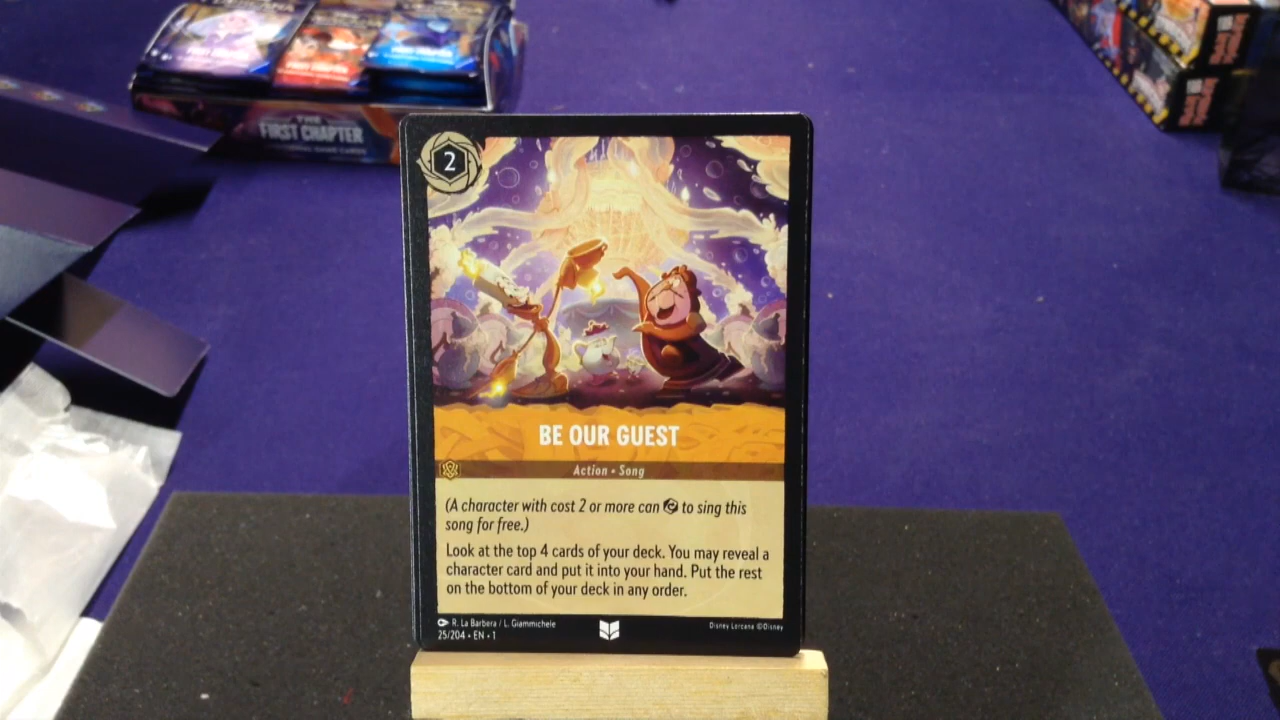 THE
FIRST CHAPTER
2
BE OUR GUEST
Action • Song
(A character with cost 2 or more can to sing this
song for free.)
Look at the top 4 cards of your deck. You may reveal a
character card and put it into your hand. Put the rest
on the bottom of your deck in any order.
R. La Barbera / L. Giammichele
25/204 • EN • 1
Disney Lorcana ©Disney